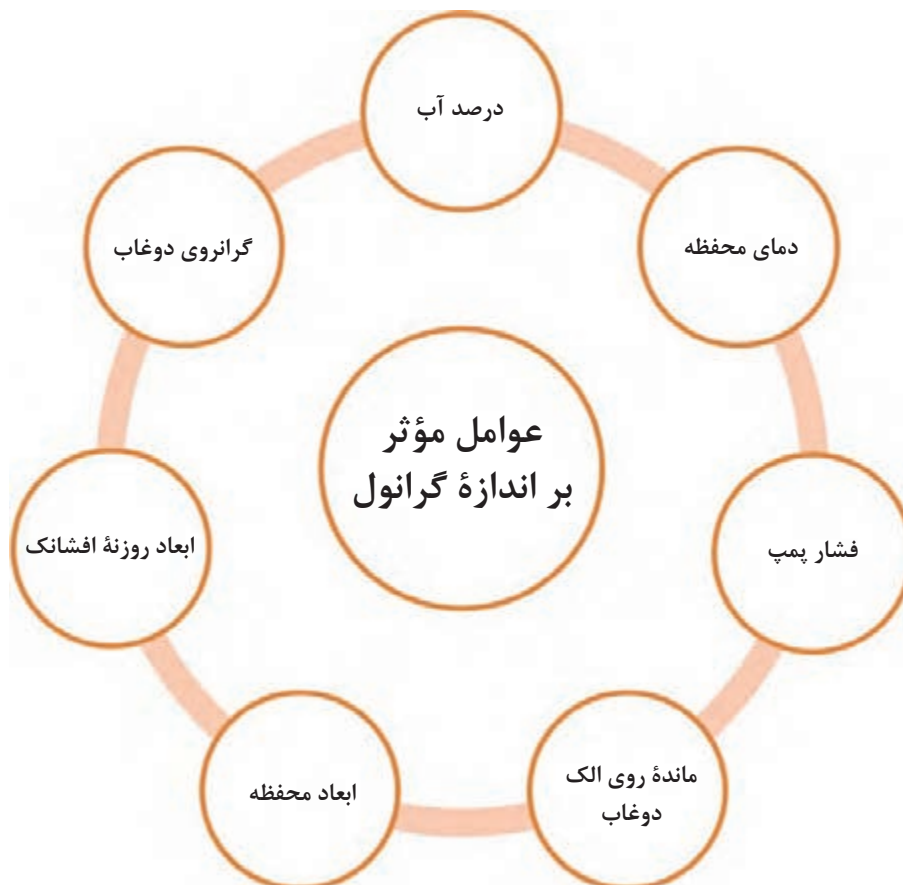 درصد آب
دمای محفظه
گرانروی دوغاب
عوامل مؤثر
بر اندازهٔ گرانول
فشار پمپ
ابعاد روزنهٔ افشانک
ماندهٔ روی الک
دوغاب
ابعاد محفظه